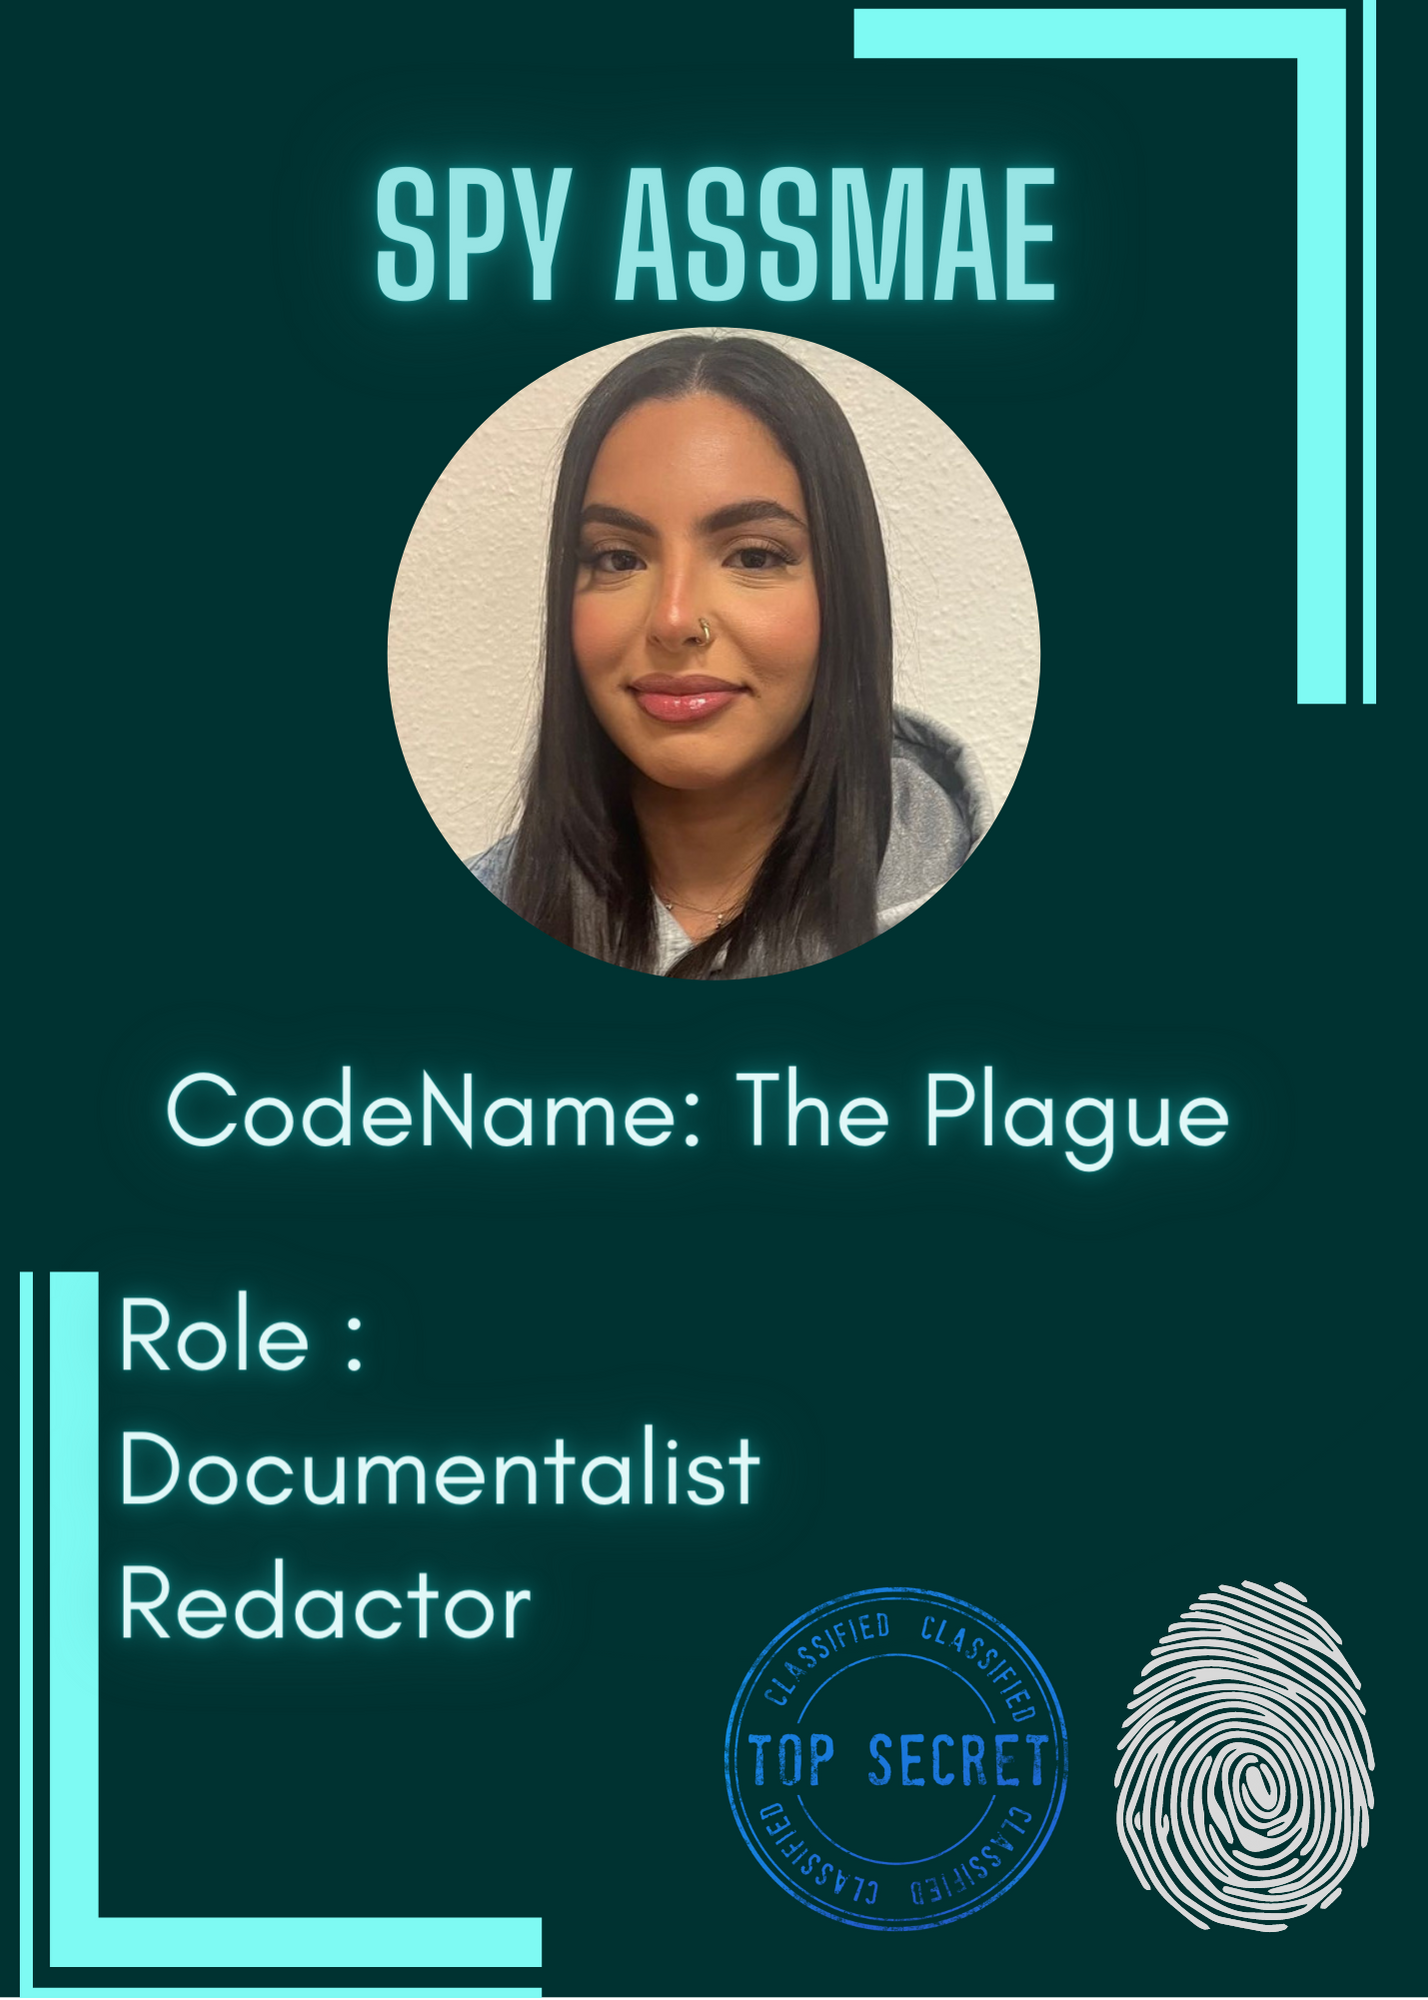 SPY ASSMAE
CodeName: The Plague
Role :
Documentalist
Redactor
CLASSIFIED CLASSIFIED
TOP SECRET
CLASSIFIED CLASSIFIED